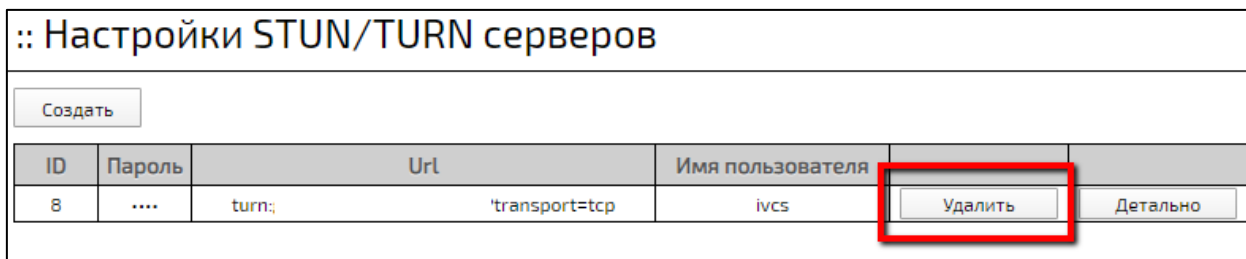 :: Настройки STUN/TURN серверов
Создать
ID Пароль Url Имя пользователя
8 •••• turn:; 'transport=tcp ivcs Удалить Детально